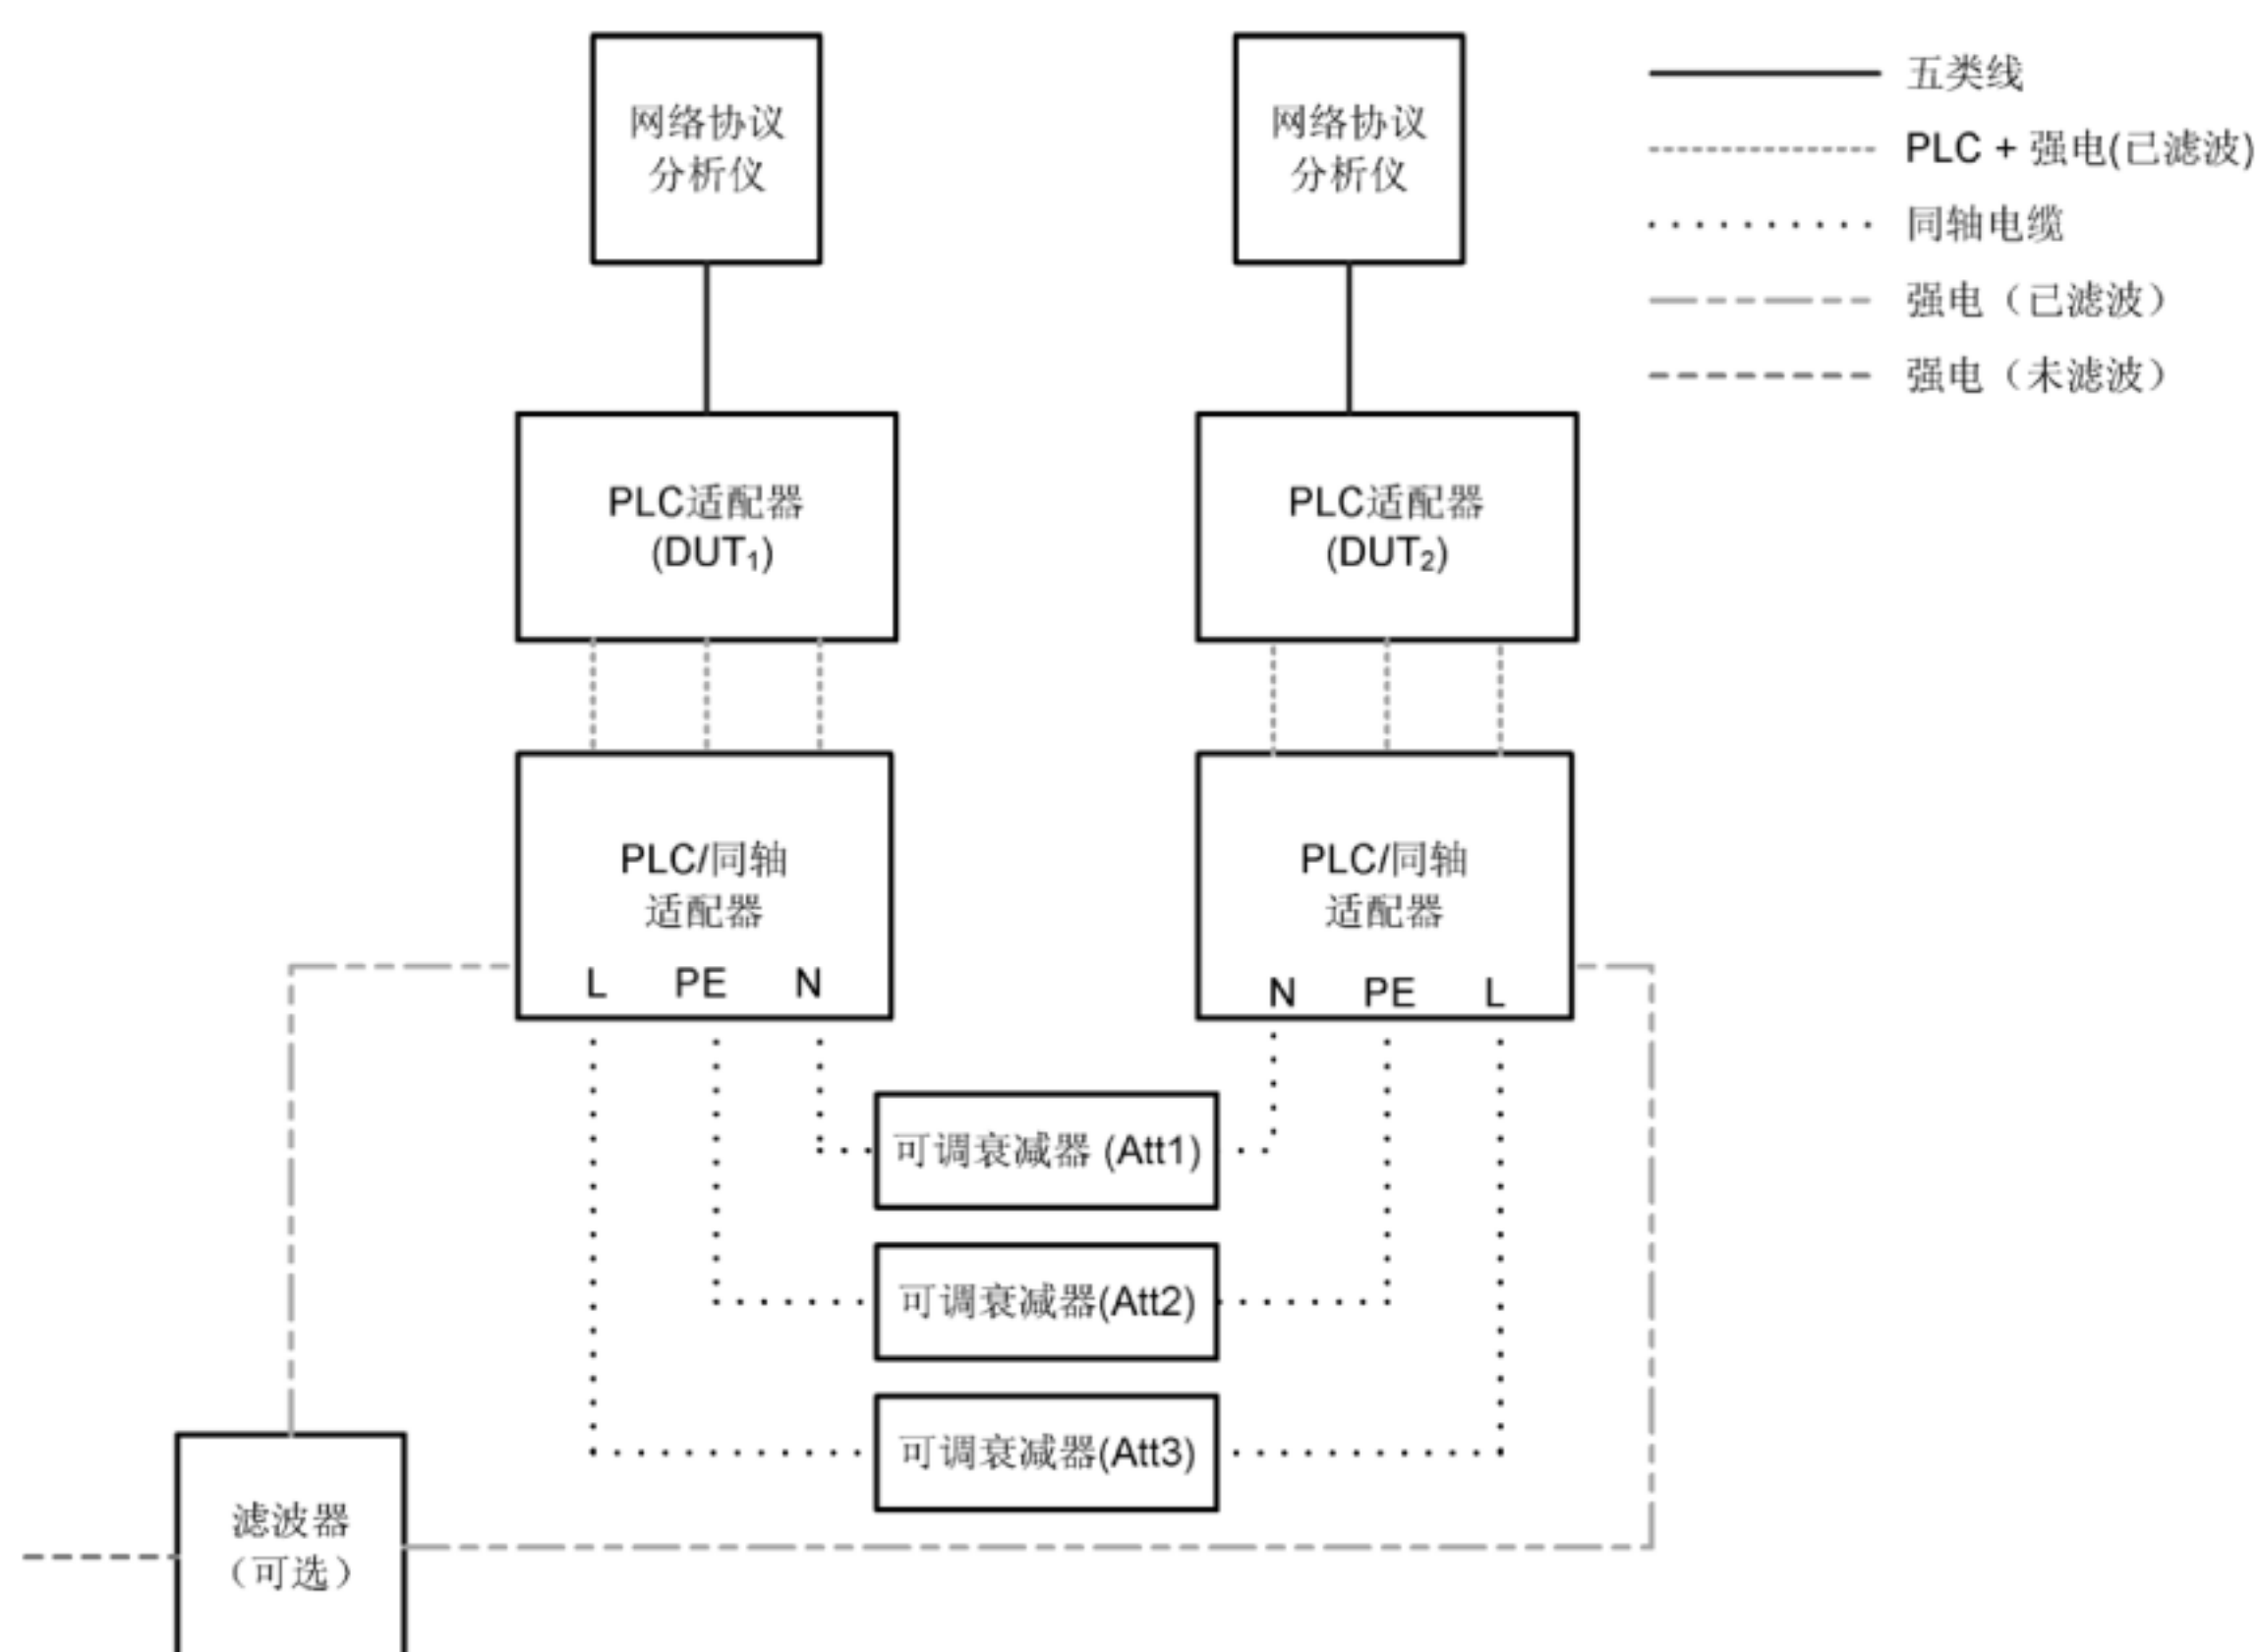 网络协议
分析仪
网络协议
分析仪
五类线
PLC + 强电(已滤波)
同轴电缆
强电（已滤波）
强电（未滤波）
PLC适配器
(DUT₁)
PLC适配器
(DUT₂)
PLC/同轴
适配器
L PE N
PLC/同轴
适配器
N PE L
可调衰减器 (Att1)
可调衰减器(Att2)
可调衰减器(Att3)
滤波器
（可选）